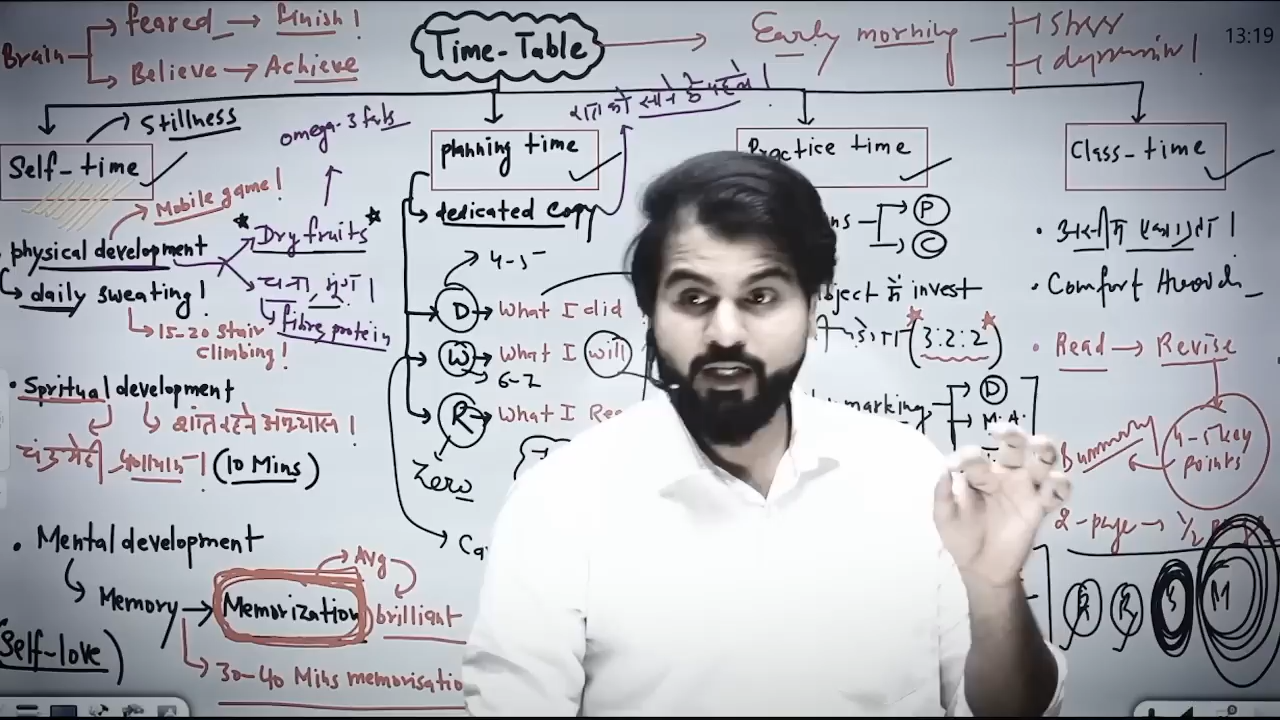 Brain
feared → finish!
Believe → Achieve
Time-Table
Early morning
stress
13:19
Stillness
omega-3 fats
Self-time
planning time
Practice time
Class-time
Mobile game!
physical development
daily sweating!
15-20 stair climbing!
Dry fruits
चना, मूंग।
fibre protein
dedicated copy
4-5
D → What I did
W → What I will
6-7
R → What I Re
Zero
P
C
bject में invest
(3:2:2)
marking
D
M.A.
Comfort
Read → Revise
4-5 key points
Summary
2-page → 1/2
R R S M
Spritual development
(10 Mins)
Mental development
Memory → Memorization
Avg
brilliant
30-40 Mins memorisatio
(Self-love)
Ca